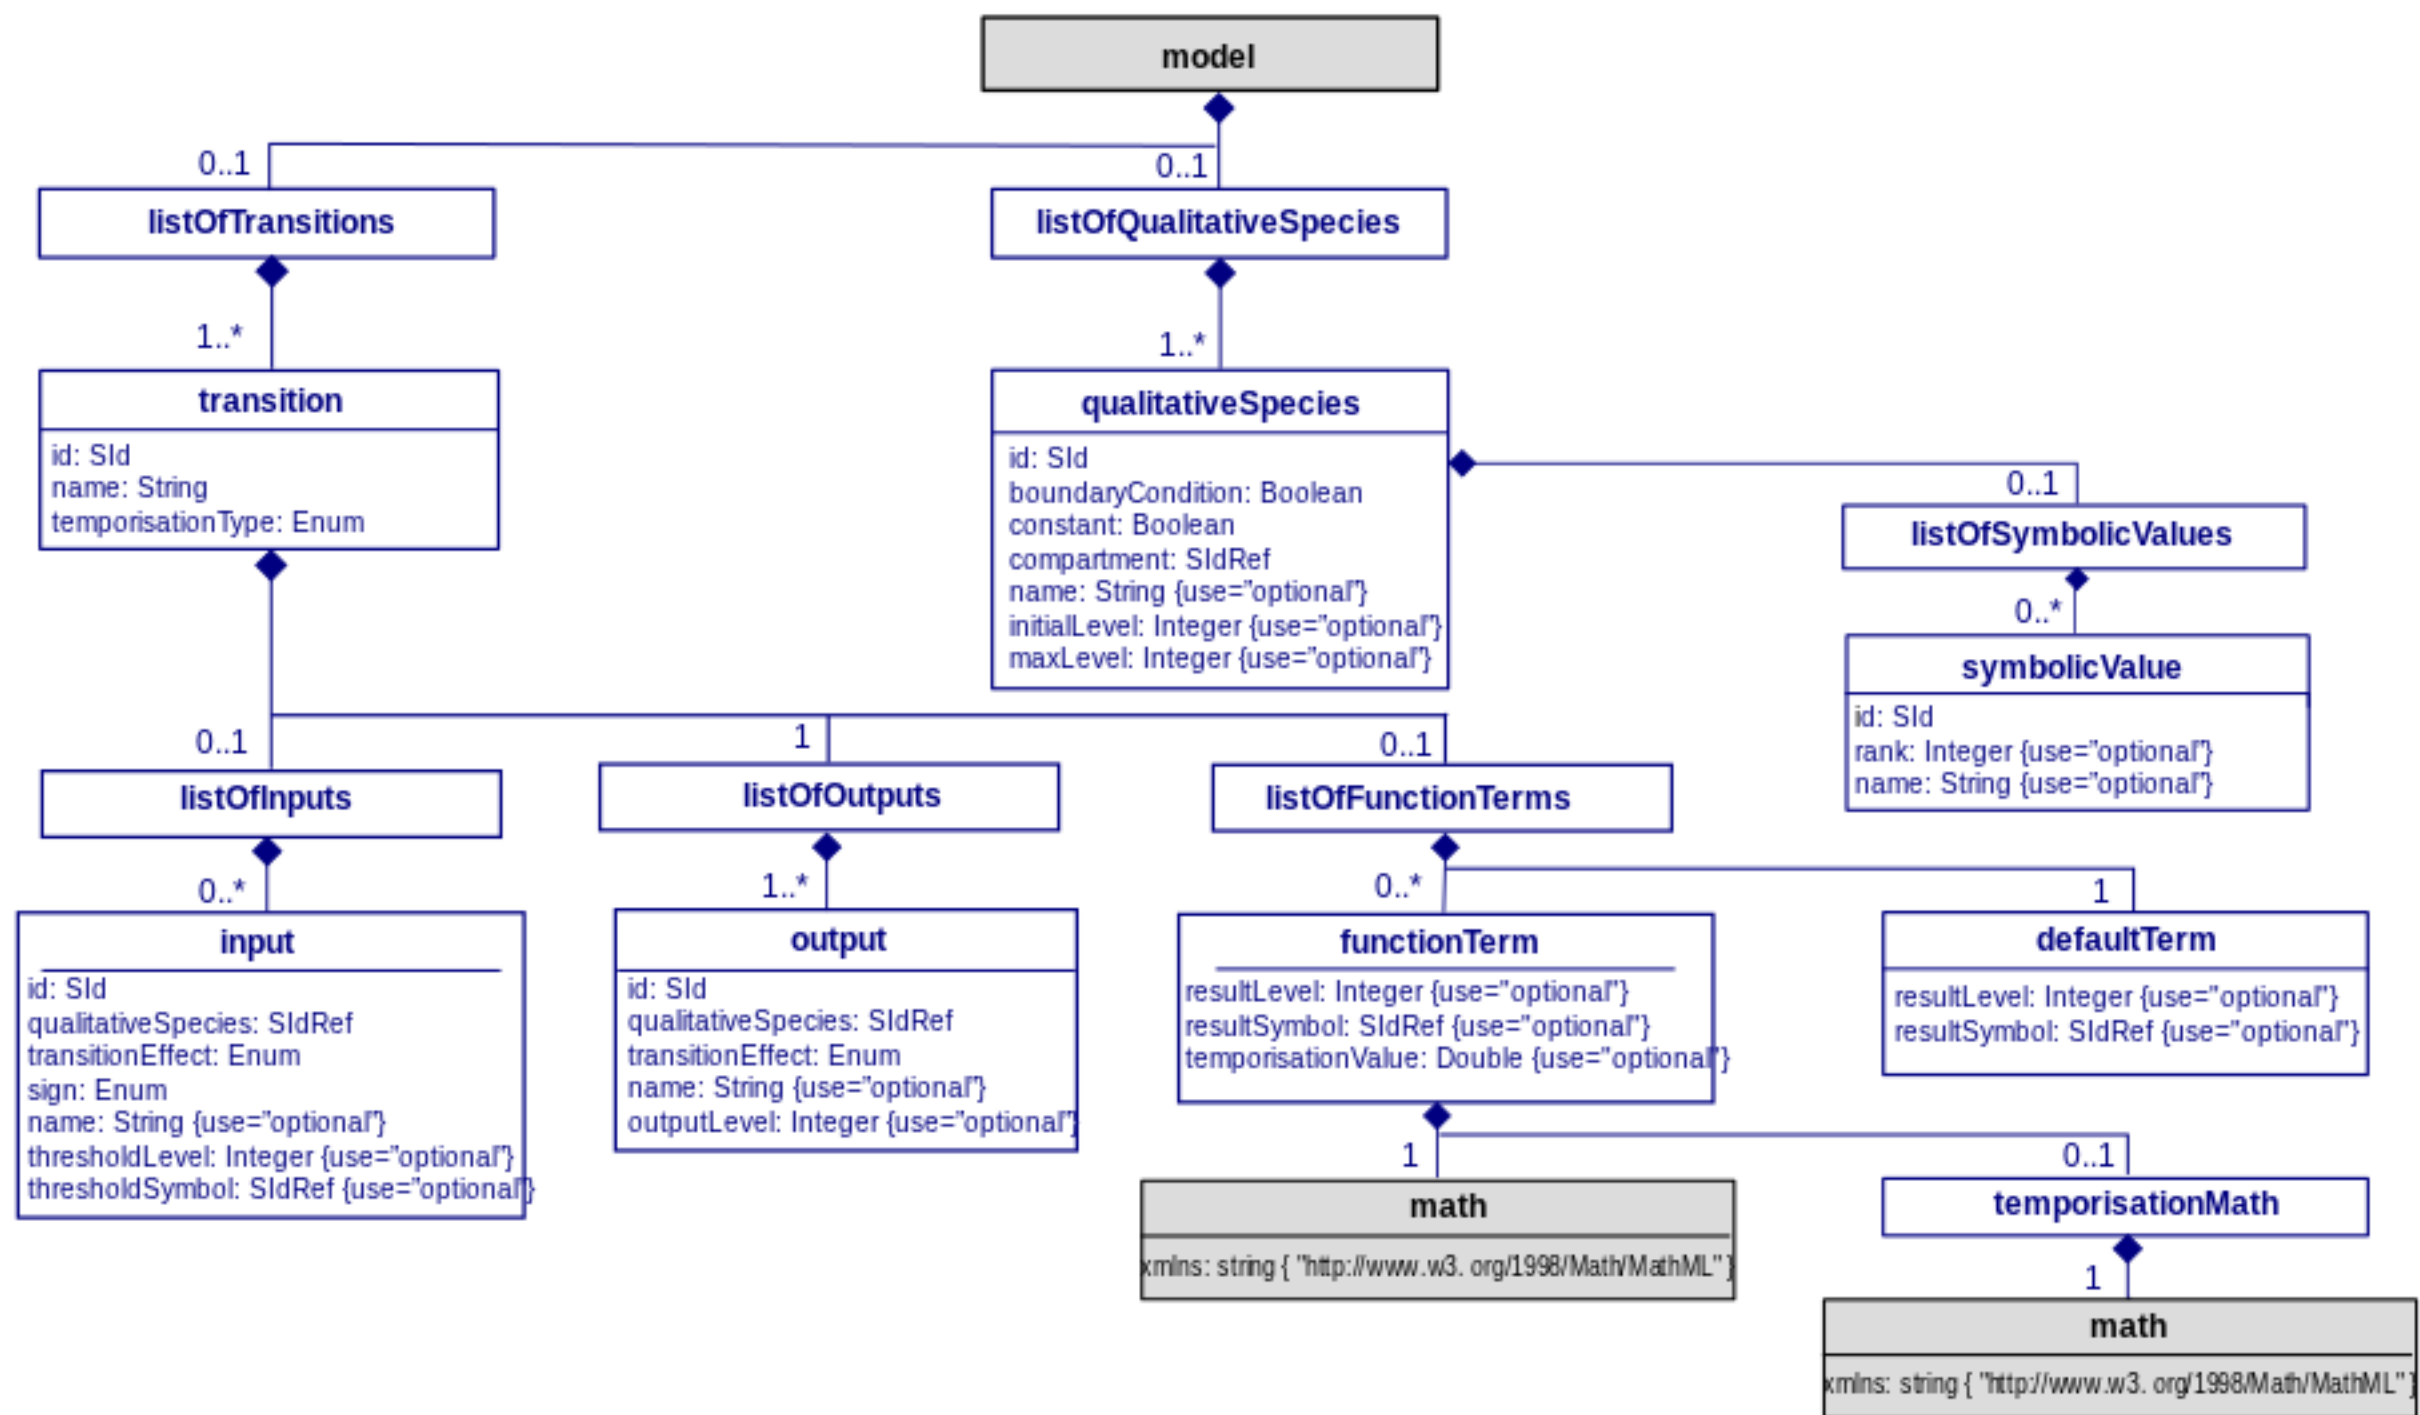 model
0..1
0..1
listOfTransitions
listOfQualitativeSpecies
1..*
1..*
transition
id: SId
name: String
temporisationType: Enum
qualitativeSpecies
id: SId
boundaryCondition: Boolean
constant: Boolean
compartment: SIdRef
name: String {use="optional"}
initialLevel: Integer {use="optional"}
maxLevel: Integer {use="optional"}
0..1
listOfSymbolicValues
0..*
symbolicValue
id: SId
rank: Integer {use="optional"}
name: String {use="optional"}
0..1
1
0..1
listOfInputs
listOfOutputs
listOfFunctionTerms
0..*
1..*
0..*
1
input
id: SId
qualitativeSpecies: SIdRef
transitionEffect: Enum
sign: Enum
name: String {use="optional"}
thresholdLevel: Integer {use="optional"}
thresholdSymbol: SIdRef {use="optional"}
output
id: SId
qualitativeSpecies: SIdRef
transitionEffect: Enum
name: String {use="optional"}
outputLevel: Integer {use="optional"}
functionTerm
resultLevel: Integer {use="optional"}
resultSymbol: SIdRef {use="optional"}
temporisationValue: Double {use="optional"}
defaultTerm
resultLevel: Integer {use="optional"}
resultSymbol: SIdRef {use="optional"}
1
0..1
math
xmlns: string { "http://www.w3. org/1998/Math/MathML" }
temporisationMath
1
math
xmlns: string { "http://www.w3. org/1998/Math/MathML" }